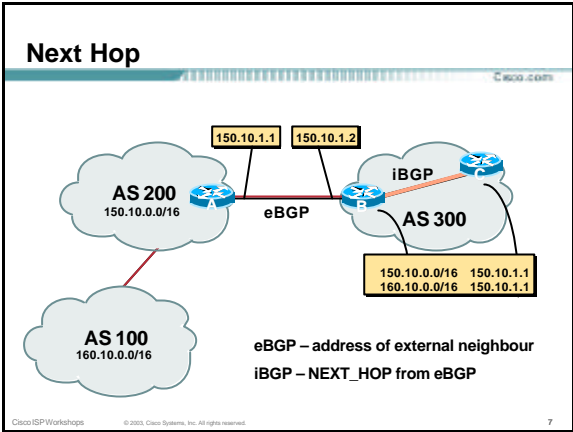 Next Hop
Cisco.com
150.10.1.1
150.10.1.2
iBGP
C
AS 200
150.10.0.0/16
A
eBGP
B
AS 300
150.10.0.0/16 150.10.1.1
160.10.0.0/16 150.10.1.1
AS 100
160.10.0.0/16
eBGP – address of external neighbour
iBGP – NEXT_HOP from eBGP
Cisco ISP Workshops
© 2003, Cisco Systems, Inc. All rights reserved.
7